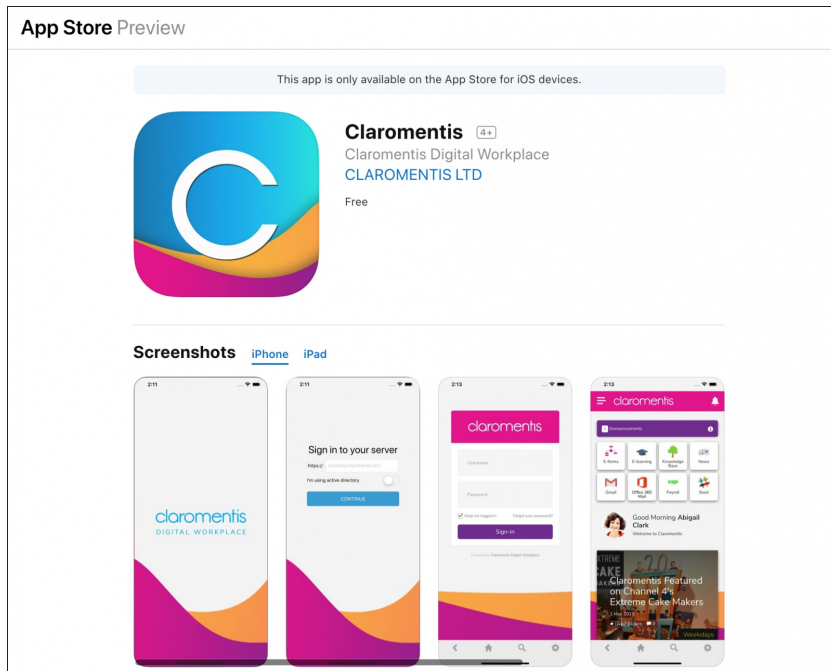 App Store Preview
This app is only available on the App Store for iOS devices.
Claromentis 4+
Claromentis Digital Workplace
CLAROMENTIS LTD
Free
Screenshots iPhone iPad
2:11
claromentis
DIGITAL WORKPLACE
2:11
Sign in to your server
https://
I'm using active directory
CONTINUE
2:13
claromentis
Username
Password
Keep me logged in Forgot your password?
Sign-in
Claromentis Digital Workplace
2:13
claromentis
Announcements
E-forms E-learning Knowledge Base News
Gmail Office 365 Mail sage Payroll Slack
Good Morning Abigail
Clark
Welcome to Claromentis
Claromentis Featured
on Channel 4's
Extreme Cake Makers
Weekdays